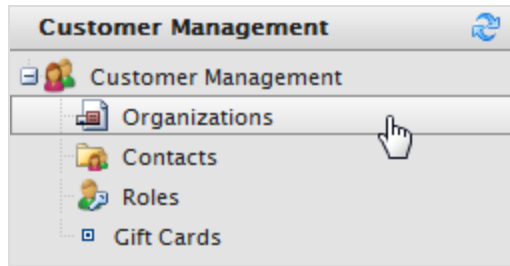 Customer Management
Customer Management
Organizations
Contacts
Roles
Gift Cards